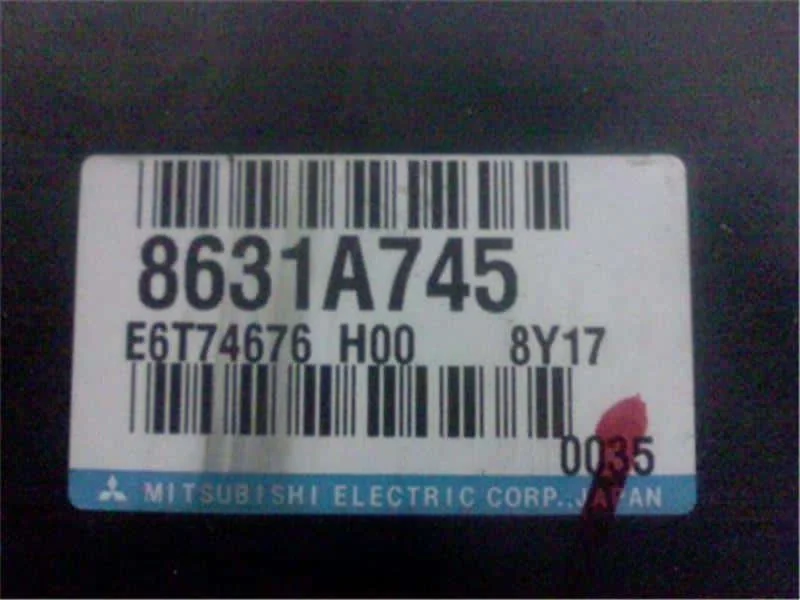 8631A745
E6T74676 H00 8Y17
0035
MITSUBISHI ELECTRIC CORP., JAPAN